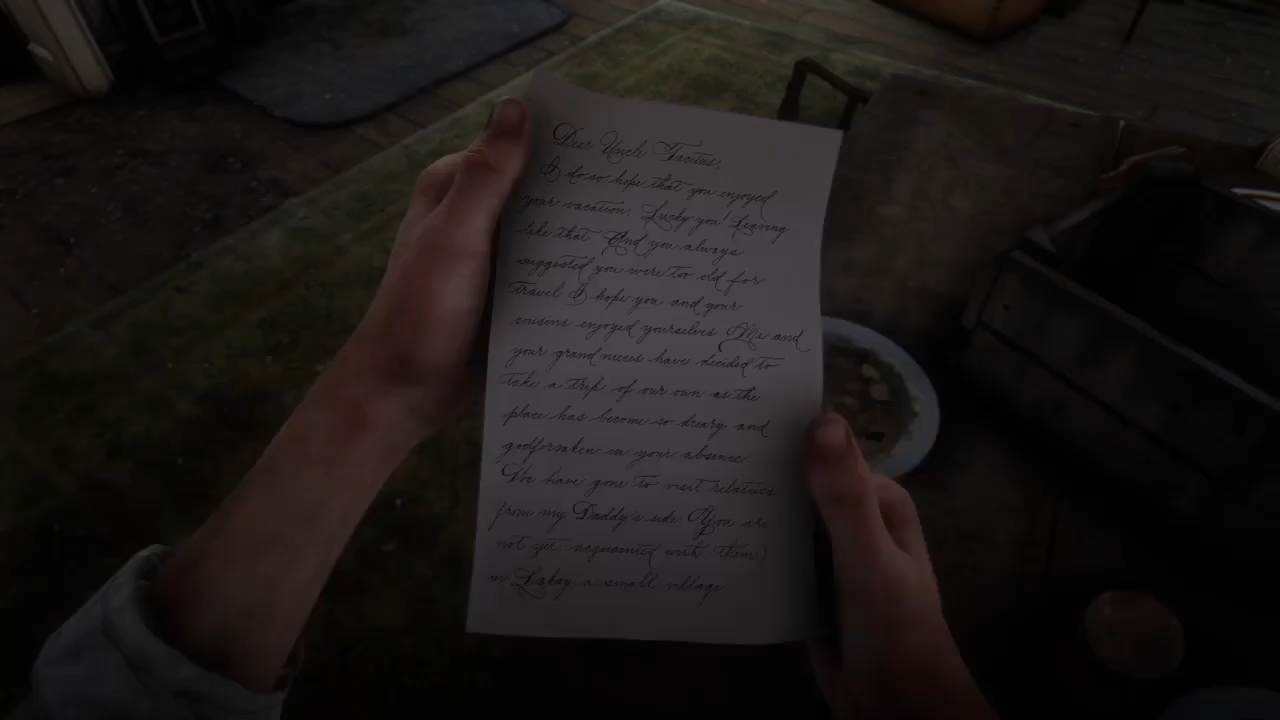 Dear Uncle Tacitus,
I do so hope that you enjoyed
your vacation. Lucky you! Leaving
like that. And you always
suggested you were too old for
travel. I hope you and your
cousins enjoyed yourselves. Me and
your grand nieces have decided to
take a trip of our own as the
place has become so dreary and
godforsaken in your absence.
We have gone to visit relatives
from my Daddy's side. (You are
not yet acquainted with them)
in Lakay a small village